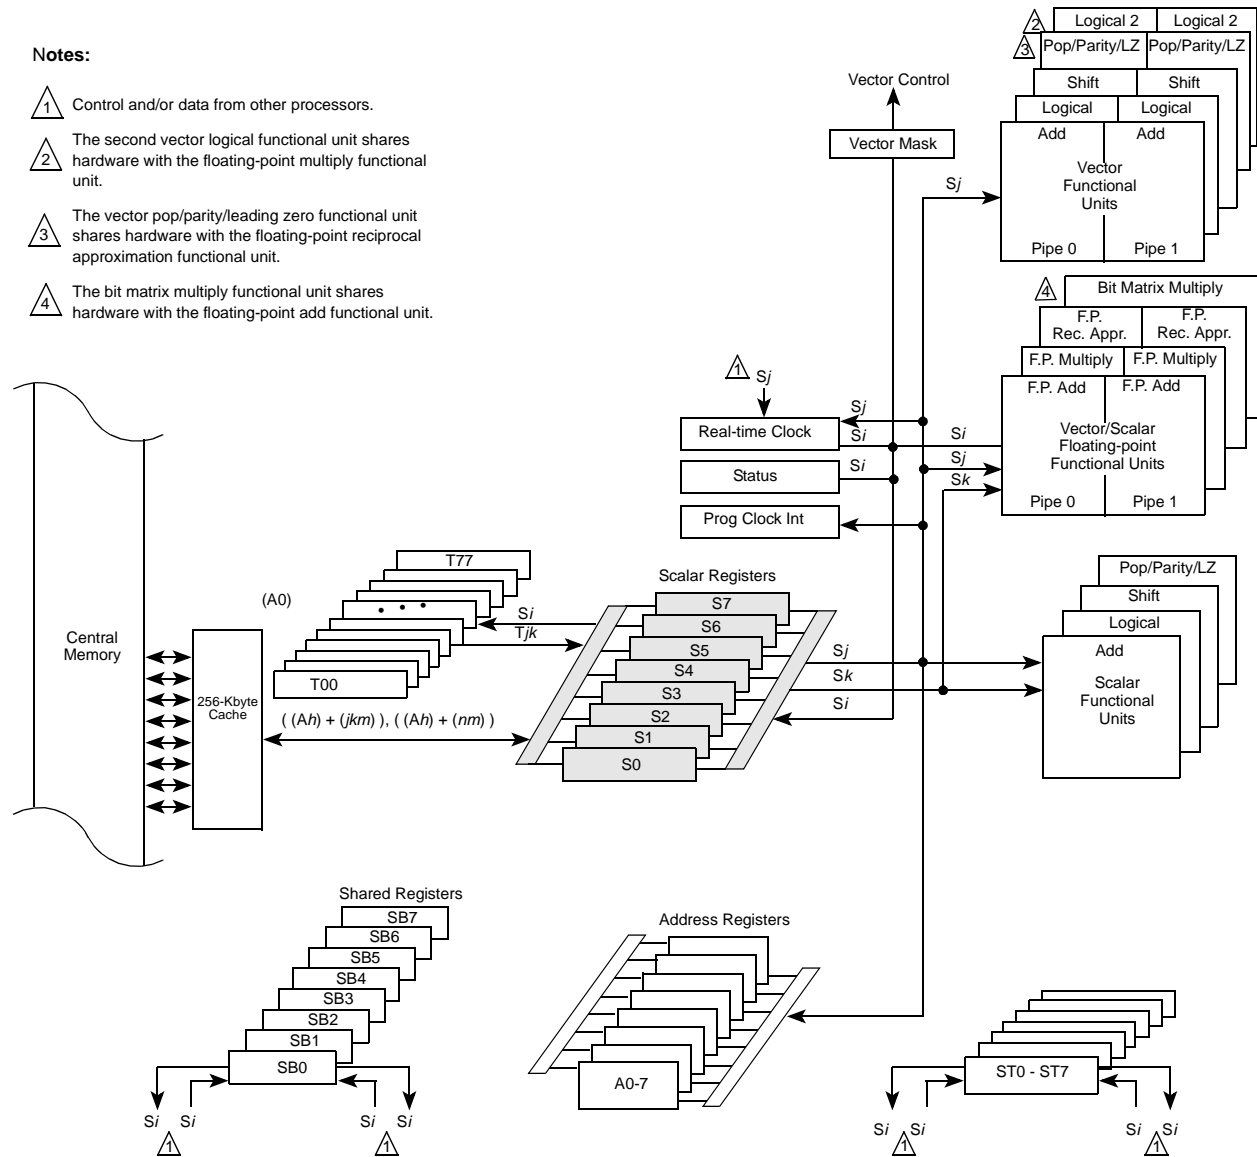 Notes:
1 Control and/or data from other processors.
2 The second vector logical functional unit shares
hardware with the floating-point multiply functional
unit.
3 The vector pop/parity/leading zero functional unit
shares hardware with the floating-point reciprocal
approximation functional unit.
4 The bit matrix multiply functional unit shares
hardware with the floating-point add functional unit.
2 Logical 2 Logical 2
3 Pop/Parity/LZ Pop/Parity/LZ
Shift Shift
Logical Logical
Add Add
Vector
Functional
Units
Pipe 0 Pipe 1
Vector Control
Vector Mask
Sj
4 Bit Matrix Multiply
F.P.
Rec. Appr.
F.P.
Rec. Appr.
F.P. Multiply F.P. Multiply
F.P. Add F.P. Add
Vector/Scalar
Floating-point
Functional Units
Pipe 0 Pipe 1
1 Sj
Real-time Clock
Sj
Si
Si
Sj
Sk
Status
Si
Prog Clock Int
Central
Memory
256-Kbyte
Cache
(A0)
T77
• • •
T00
Si
Tjk
( (Ah) + (jkm) ), ( (Ah) + (nm) )
Scalar Registers
S7
S6
S5
S4
S3
S2
S1
S0
Sj
Sk
Si
Pop/Parity/LZ
Shift
Logical
Add
Scalar
Functional
Units
Shared Registers
SB7
SB6
SB5
SB4
SB3
SB2
SB1
SB0
Si Si Si Si
1 1
Address Registers
A0-7
ST0 - ST7
Si Si Si Si
1 1